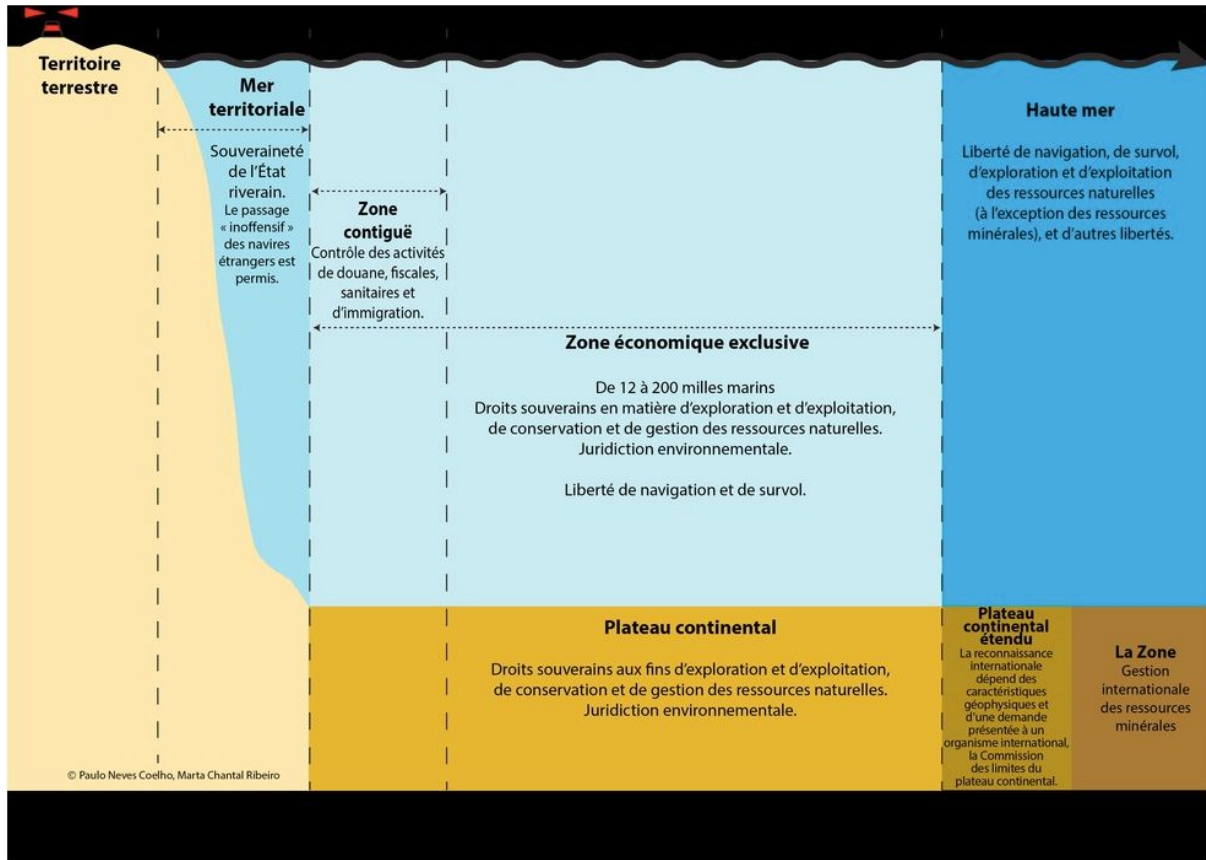 Territoire
terrestre
Mer
territoriale
Souveraineté
de l’État
riverain.
Le passage
« inoffensif »
des navires
étrangers est
permis.
Zone
contiguë
Contrôle des activités
de douane, fiscales,
sanitaires et
d’immigration.
Zone économique exclusive
De 12 à 200 milles marins
Droits souverains en matière d’exploration et d’exploitation,
de conservation et de gestion des ressources naturelles.
Juridiction environnementale.
Liberté de navigation et de survol.
Haute mer
Liberté de navigation, de survol,
d’exploration et d’exploitation
des ressources naturelles
(à l’exception des ressources
minérales), et d’autres libertés.
Plateau continental
Droits souverains aux fins d’exploration et d’exploitation,
de conservation et de gestion des ressources naturelles.
Juridiction environnementale.
Plateau
continental
étendu
La reconnaissance
internationale
dépend des
caractéristiques
géophysiques et
d’une demande
présentée à un
organisme international,
la Commission
des limites du
plateau continental.
La Zone
Gestion
internationale
des ressources
minérales
© Paulo Neves Coelho, Marta Chantal Ribeiro